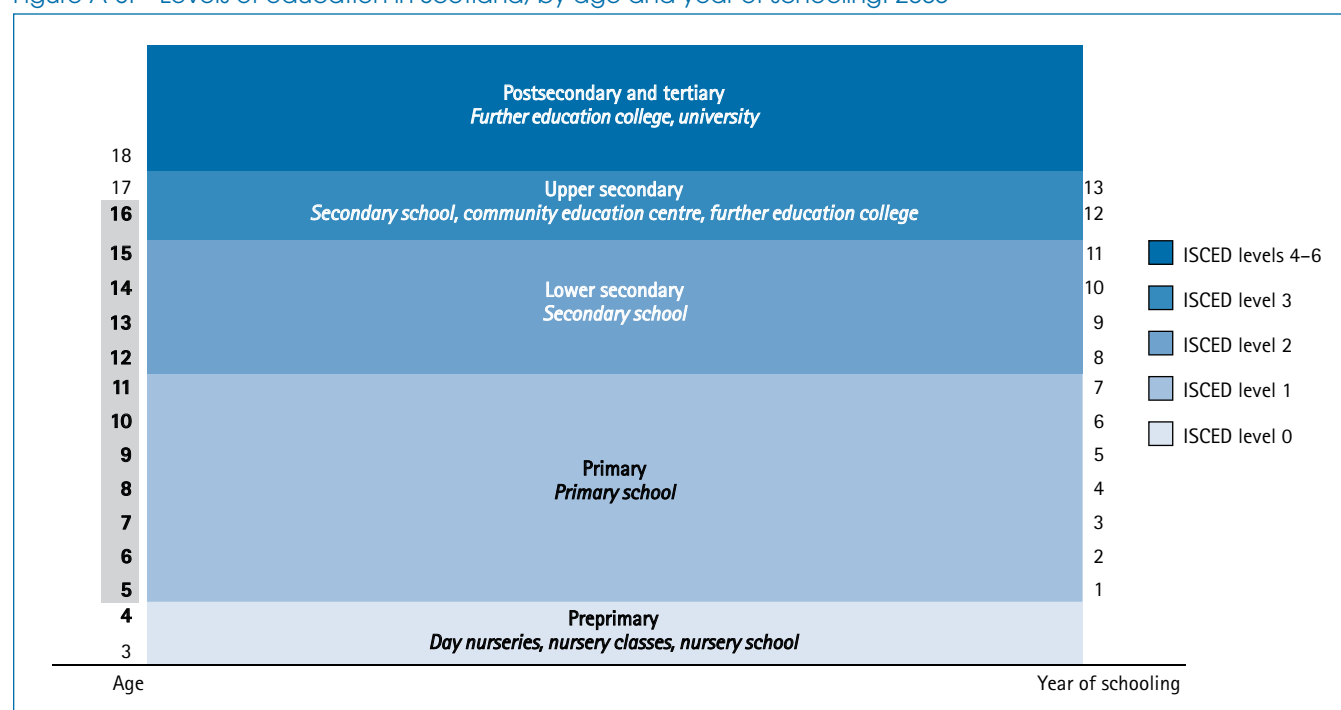 Postsecondary and tertiary
Further education college, university
18
17
Upper secondary
13
16
Secondary school, community education centre, further education college
12
15
11
ISCED levels 4–6
14
Lower secondary
10
ISCED level 3
13
Secondary school
9
12
8
ISCED level 2
11
7
ISCED level 1
10
6
ISCED level 0
9
5
Primary
8
Primary school
4
7
3
6
2
5
1
4
Preprimary
3
Day nurseries, nursery classes, nursery school
Age
Year of schooling